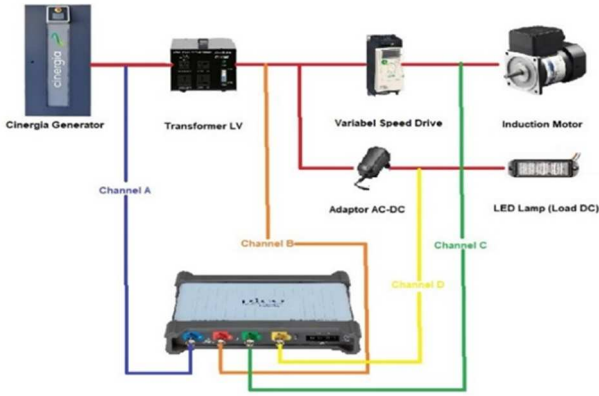 cinergia
Cinergia Generator
Transformer LV
Variabel Speed Drive
Induction Motor
Channel A
Adaptor AC-DC
LED Lamp (Load DC)
Channel B
Channel C
Channel D
pico